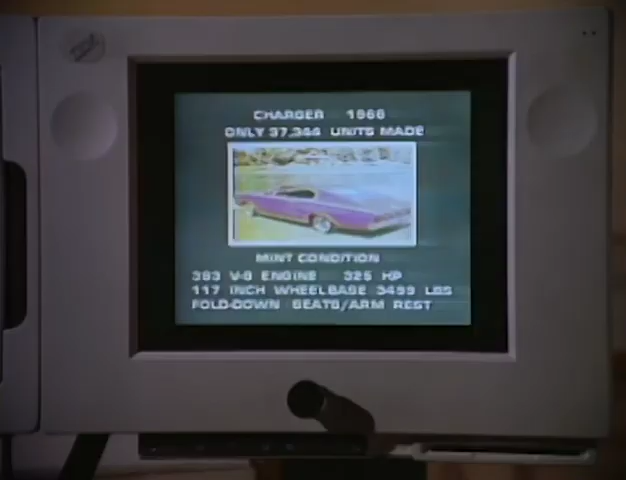 CHARGER 1966
ONLY 37,344 UNITS MADE
MINT CONDITION
383 V-8 ENGINE 325 HP
117 INCH WHEELBASE 3499 LBS
FOLD-DOWN SEATS/ARM REST